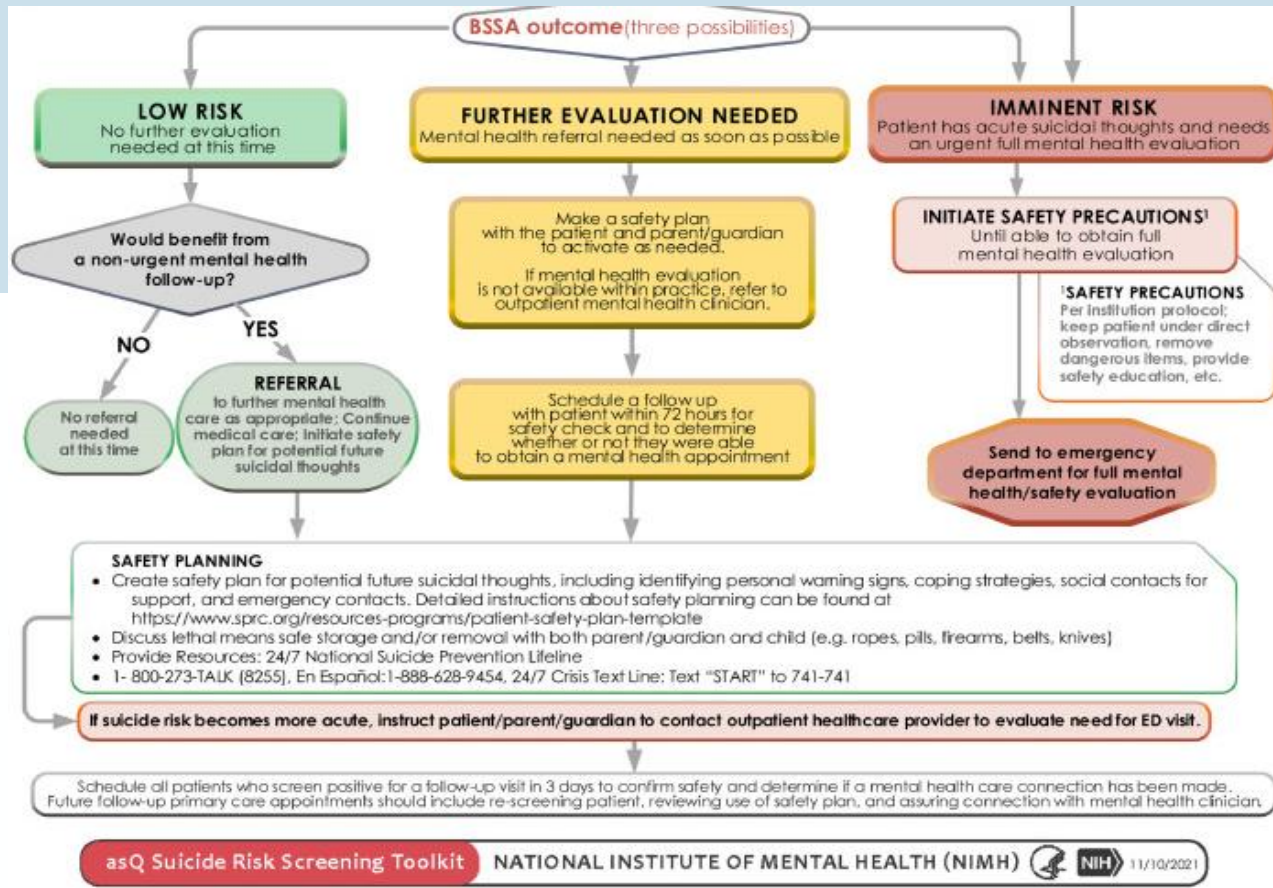 BSSA outcome(three possibilities)
LOW RISK
No further evaluation
needed at this time
Would benefit from
a non-urgent mental health
follow-up?
NO
YES
No referral
needed
at this time
REFERRAL
to further mental health
care as appropriate; Continue
medical care; Initiate safety
plan for potential future
suicidal thoughts
FURTHER EVALUATION NEEDED
Mental health referral needed as soon as possible
Make a safety plan
with the patient and parent/guardian
to activate as needed.
If mental health evaluation
is not available within practice, refer to
outpatient mental health clinician.
Schedule a follow up
with patient within 72 hours for
safety check and to determine
whether or not they were able
to obtain a mental health appointment
IMMINENT RISK
Patient has acute suicidal thoughts and needs
an urgent full mental health evaluation
INITIATE SAFETY PRECAUTIONS¹
Until able to obtain full
mental health evaluation
¹SAFETY PRECAUTIONS
Per institution protocol;
keep patient under direct
observation, remove
dangerous items, provide
safety education, etc.
Send to emergency
department for full mental
health/safety evaluation
SAFETY PLANNING
• Create safety plan for potential future suicidal thoughts, including identifying personal warning signs, coping strategies, social contacts for
support, and emergency contacts. Detailed instructions about safety planning can be found at
https://www.sprc.org/resources-programs/patient-safety-plan-template
• Discuss lethal means safe storage and/or removal with both parent/guardian and child (e.g. ropes, pills, firearms, belts, knives)
• Provide Resources: 24/7 National Suicide Prevention Lifeline
• 1- 800-273-TALK (8255), En Español:1-888-628-9454, 24/7 Crisis Text Line: Text “START” to 741-741
If suicide risk becomes more acute, instruct patient/parent/guardian to contact outpatient healthcare provider to evaluate need for ED visit.
Schedule all patients who screen positive for a follow-up visit in 3 days to confirm safety and determine if a mental health care connection has been made.
Future follow-up primary care appointments should include re-screening patient, reviewing use of safety plan, and assuring connection with mental health clinician.
asQ Suicide Risk Screening Toolkit NATIONAL INSTITUTE OF MENTAL HEALTH (NIMH) NIH 11/10/2021